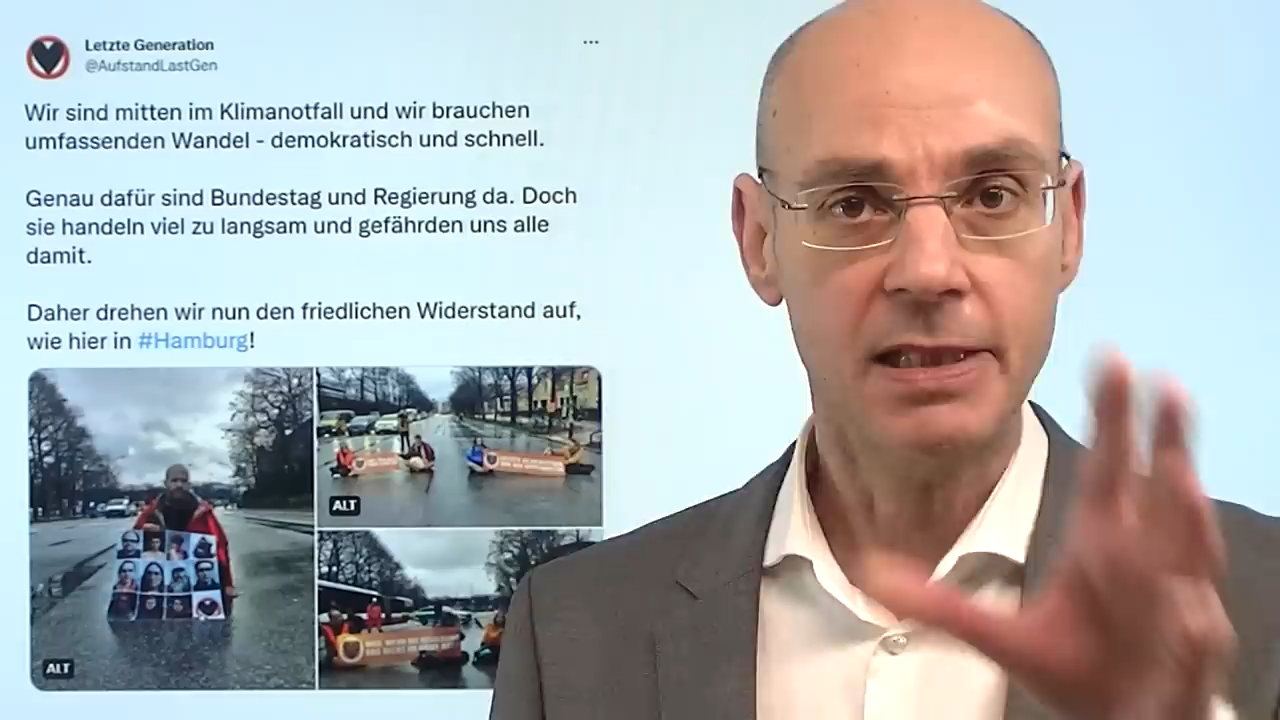 Letzte Generation
@AufstandLastGen
Wir sind mitten im Klimanotfall und wir brauchen
umfassenden Wandel - demokratisch und schnell.
Genau dafür sind Bundestag und Regierung da. Doch
sie handeln viel zu langsam und gefährden uns alle
damit.
Daher drehen wir nun den friedlichen Widerstand auf,
wie hier in #Hamburg!
ALT
ALT